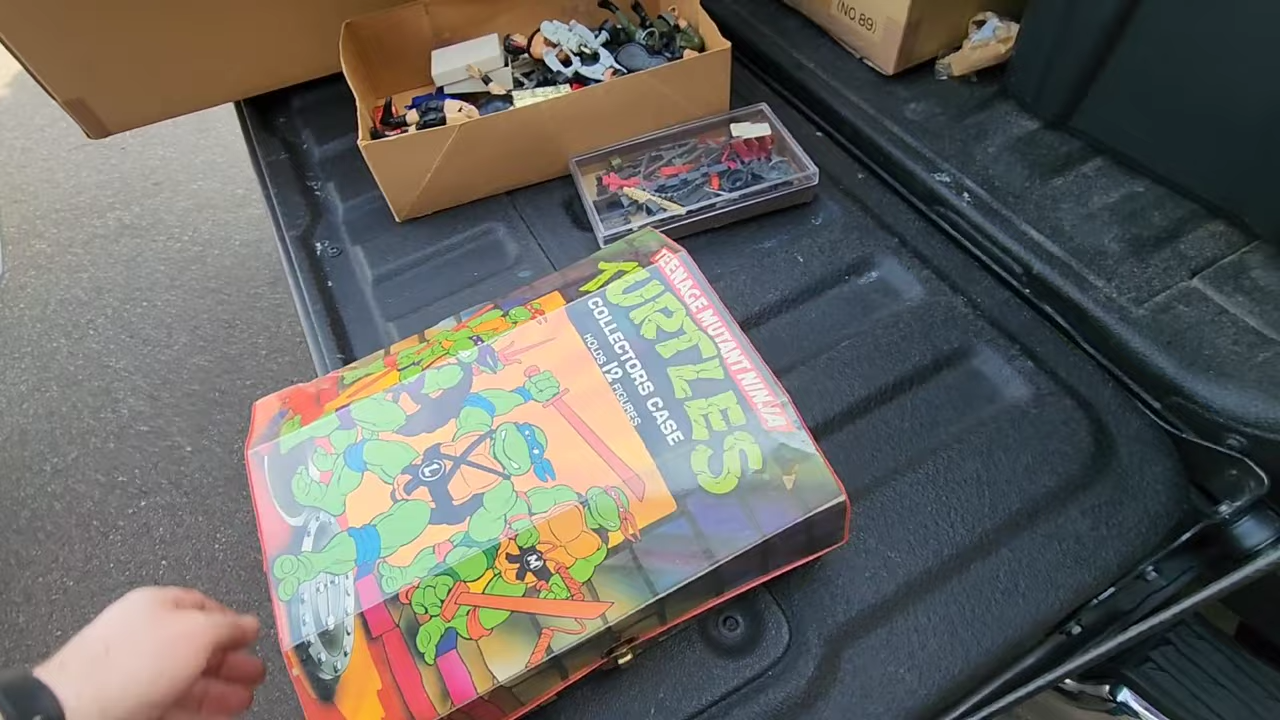 (NO.89)
TEENAGE MUTANT NINJA
TURTLES
COLLECTORS CASE
HOLDS 12 FIGURES
L
M